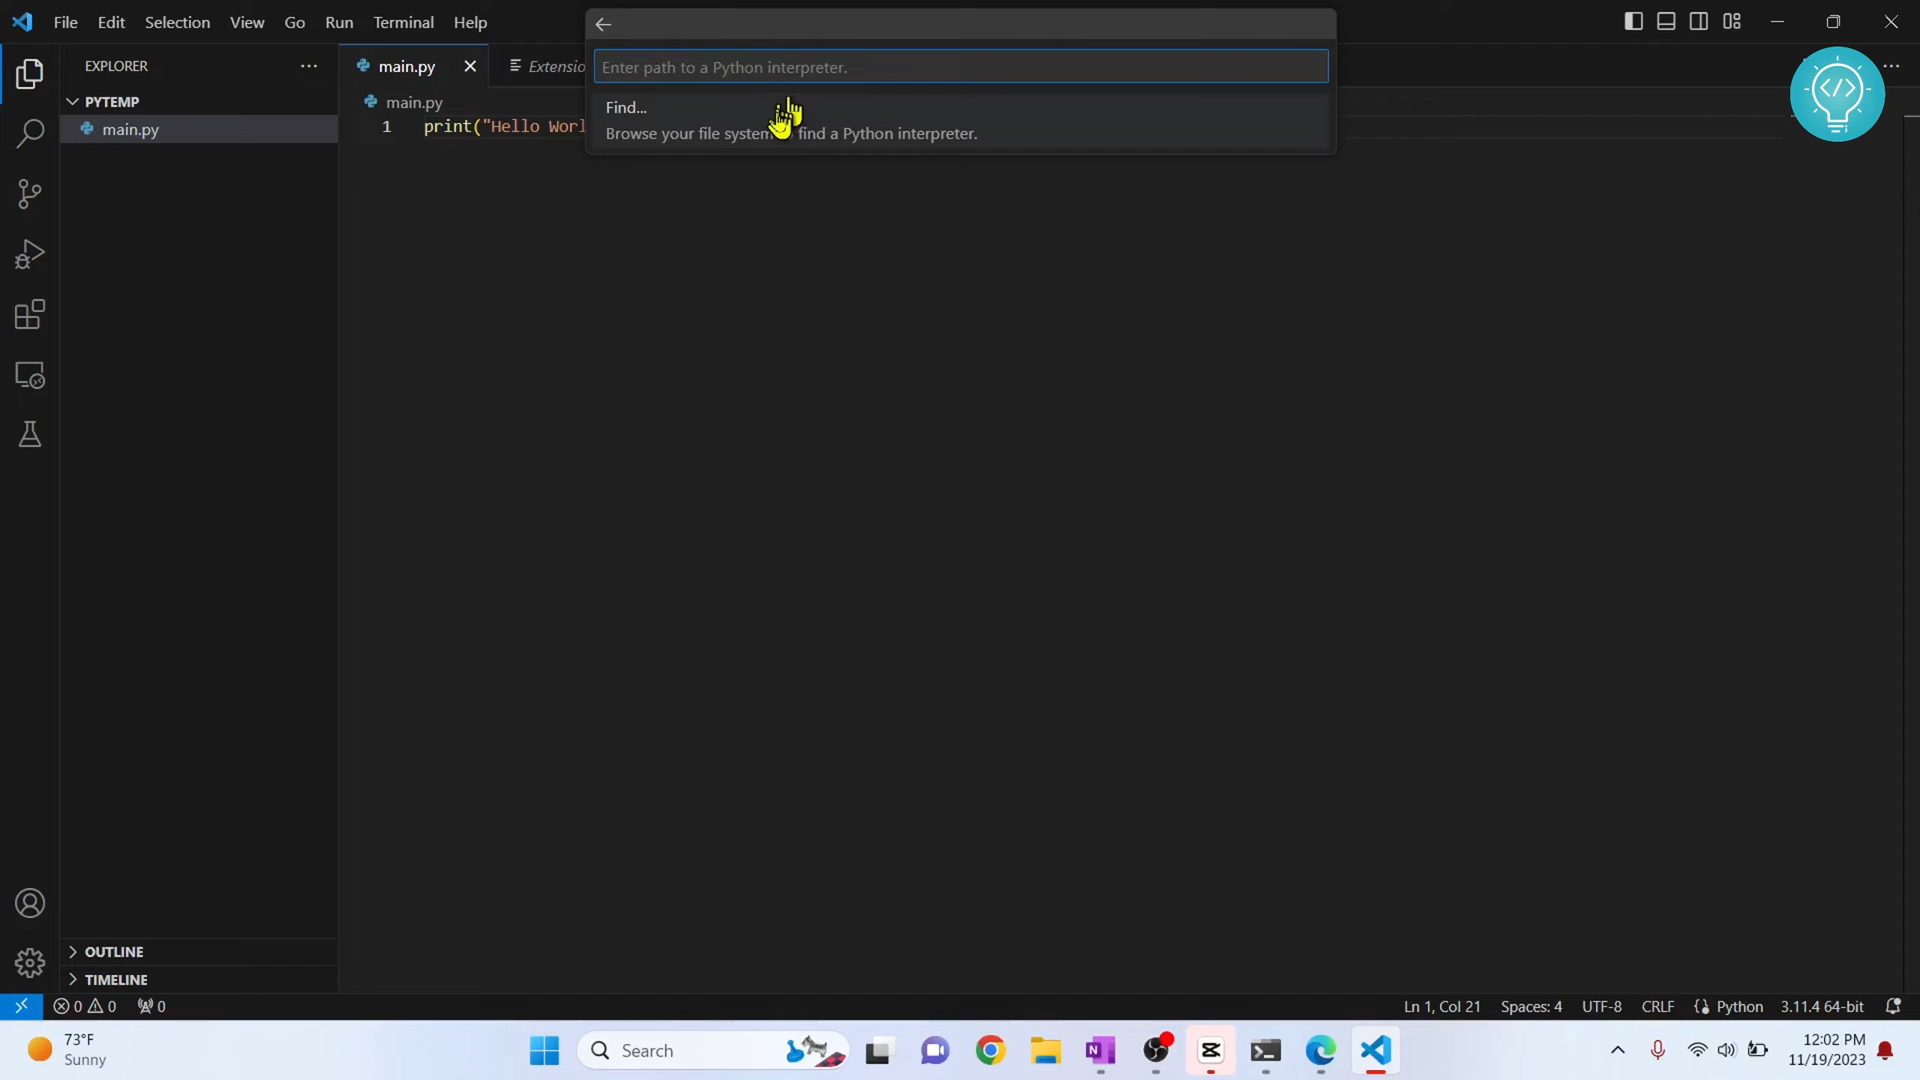 File Edit Selection View Go Run Terminal Help
EXPLORER
PYTEMP
main.py
OUTLINE
TIMELINE
main.py
Extensio
main.py
1 print("Hello Worl
Enter path to a Python interpreter.
Find...
Browse your file system find a Python interpreter.
0 0 0
Ln 1, Col 21 Spaces: 4 UTF-8 CRLF Python 3.11.4 64-bit
73°F
Sunny
Search
12:02 PM
11/19/2023